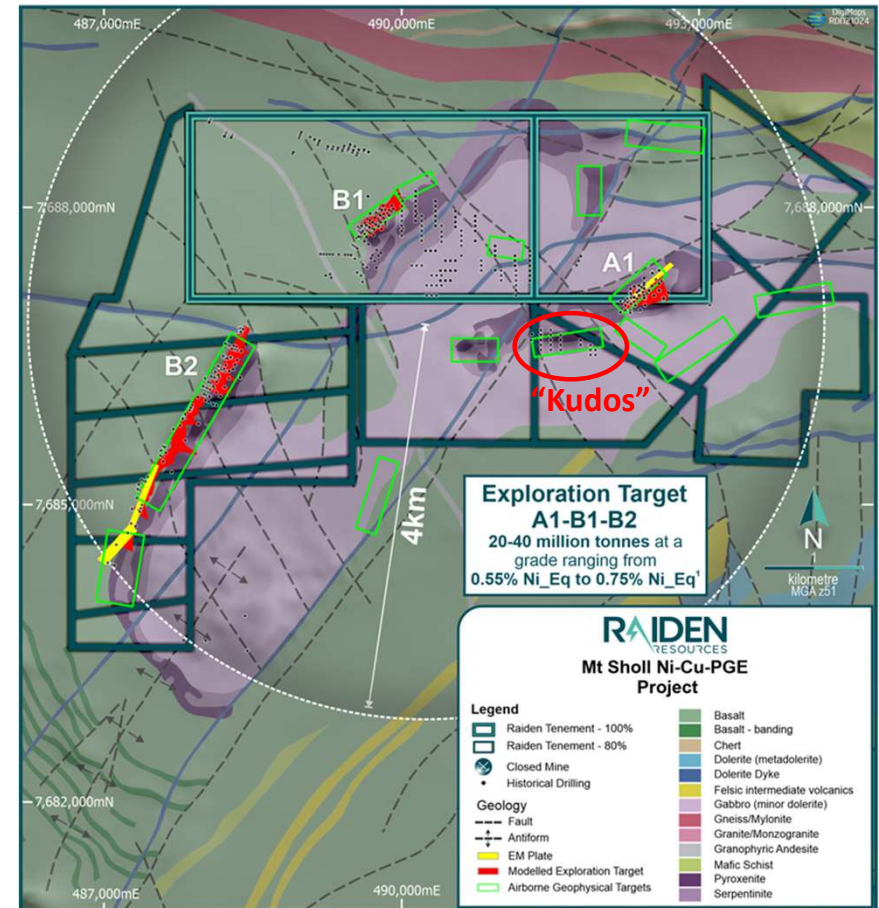 487,000mE
490,000mE
493,000mE
DigiMaps
RDN21024
7,688,000mN
7,688,000mN
B1
A1
B2
"Kudos"
7,685,000mN
4km
Exploration Target
A1-B1-B2
20-40 million tonnes at a
grade ranging from
0.55% Ni_Eq to 0.75% Ni_Eq¹
N
1
kilometre
MGA z51
7,682,000mN
487,000mE
490,000mE
RAIDEN
RESOURCES
Mt Sholl Ni-Cu-PGE
Project
Legend
Raiden Tenement - 100%
Raiden Tenement - 80%
Closed Mine
Historical Drilling
Geology
Fault
Antiform
EM Plate
Modelled Exploration Target
Airborne Geophysical Targets
Basalt
Basalt - banding
Chert
Dolerite (metadolerite)
Dolerite Dyke
Felsic intermediate volcanics
Gabbro (minor dolerite)
Gneiss/Mylonite
Granite/Monzogranite
Granophyric Andesite
Mafic Schist
Pyroxenite
Serpentinite